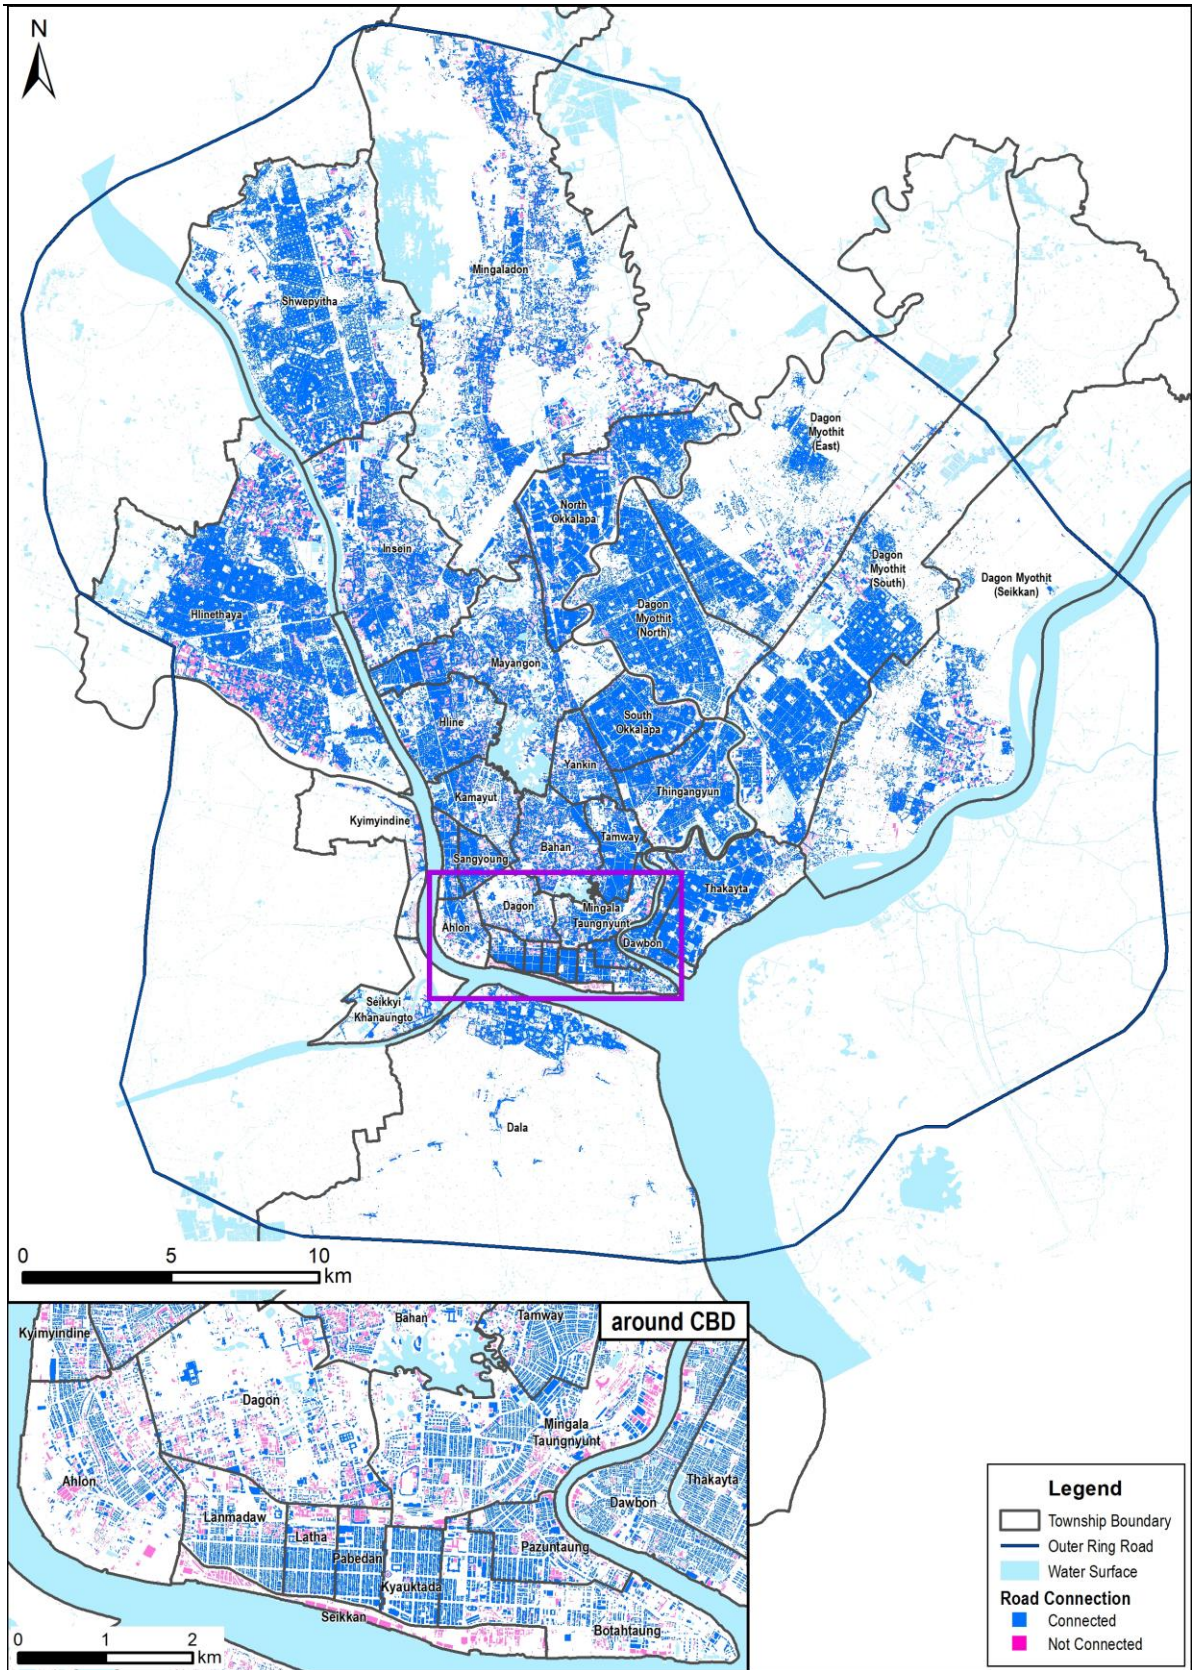 N
Shwepyitha
Mingaladon
Dagon
Myothit
(East)
North
Okkalapa
Insein
Dagon
Myothit
(South)
Dagon Myothit
(Seikkan)
Hlinethaya
Dagon
Myothit
(North)
Mayangon
Hline
South
Okkalapa
Yankin
Thingangyun
Kamayut
Kyimyindine
Tamway
Bahan
Sangyoung
Thakayta
Dagon
Mingala
Taungnyunt
Ahlon
Dawbon
Seikkyi
Khanaungto
Dala
0 5 10
km
around CBD
Kyimyindine
Bahan
Tamway
Dagon
Mingala
Taungnyunt
Ahlon
Thakayta
Dawbon
Lanmadaw
Latha
Pabedan
Pazuntaung
Kyauktada
Seikkan
Botahtaung
0 1 2
km
Legend
Township Boundary
Outer Ring Road
Water Surface
Road Connection
Connected
Not Connected